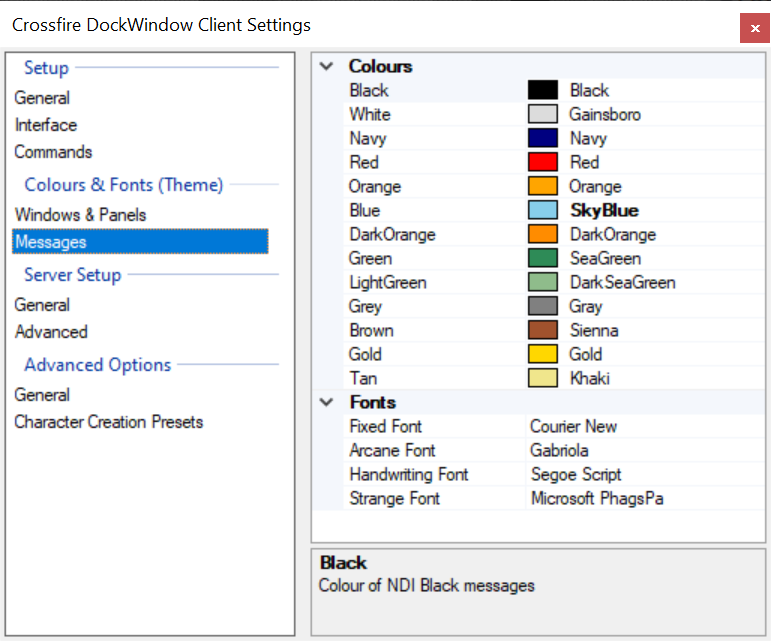 Crossfire DockWindow Client Settings
x
Setup
General
Interface
Commands
Colours & Fonts (Theme)
Windows & Panels
Messages
Server Setup
General
Advanced
Advanced Options
General
Character Creation Presets
Colours
Black Black
White Gainsboro
Navy Navy
Red Red
Orange Orange
Blue SkyBlue
DarkOrange DarkOrange
Green SeaGreen
LightGreen DarkSeaGreen
Grey Gray
Brown Sienna
Gold Gold
Tan Khaki
Fonts
Fixed Font Courier New
Arcane Font Gabriola
Handwriting Font Segoe Script
Strange Font Microsoft PhagsPa
Black
Colour of NDI Black messages